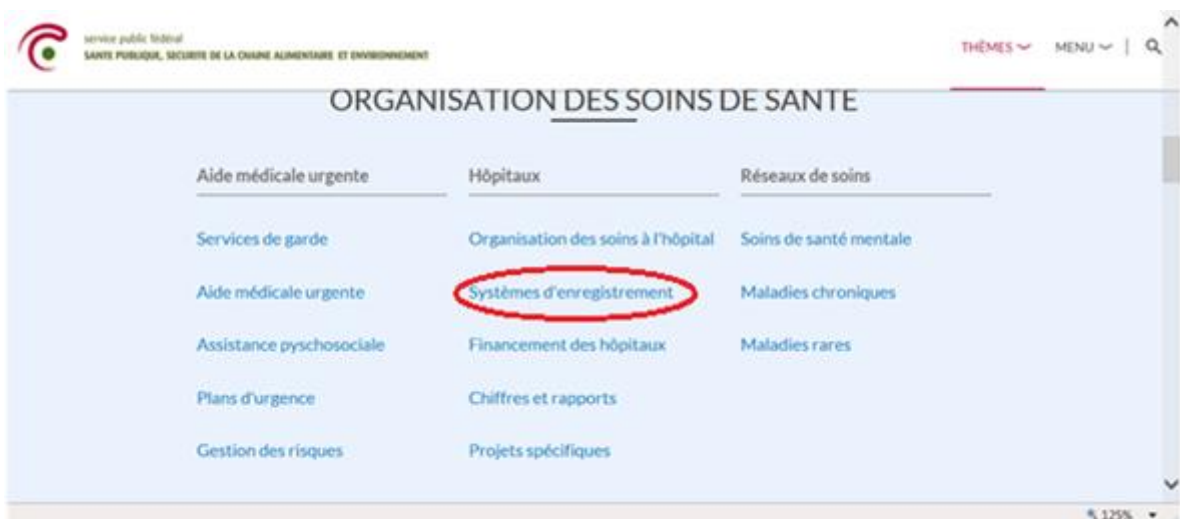 service public fédéral
SANTE PUBLIQUE, SECURITE DE LA CHAINE ALIMENTAIRE ET ENVIRONNEMENT
THÈMES MENU |
ORGANISATION DES SOINS DE SANTE
Aide médicale urgente
Services de garde
Aide médicale urgente
Assistance pyschosociale
Plans d'urgence
Gestion des risques
Hôpitaux
Organisation des soins à l'hôpital
Systèmes d'enregistrement
Financement des hôpitaux
Chiffres et rapports
Projets spécifiques
Réseaux de soins
Soins de santé mentale
Maladies chroniques
Maladies rares
125%